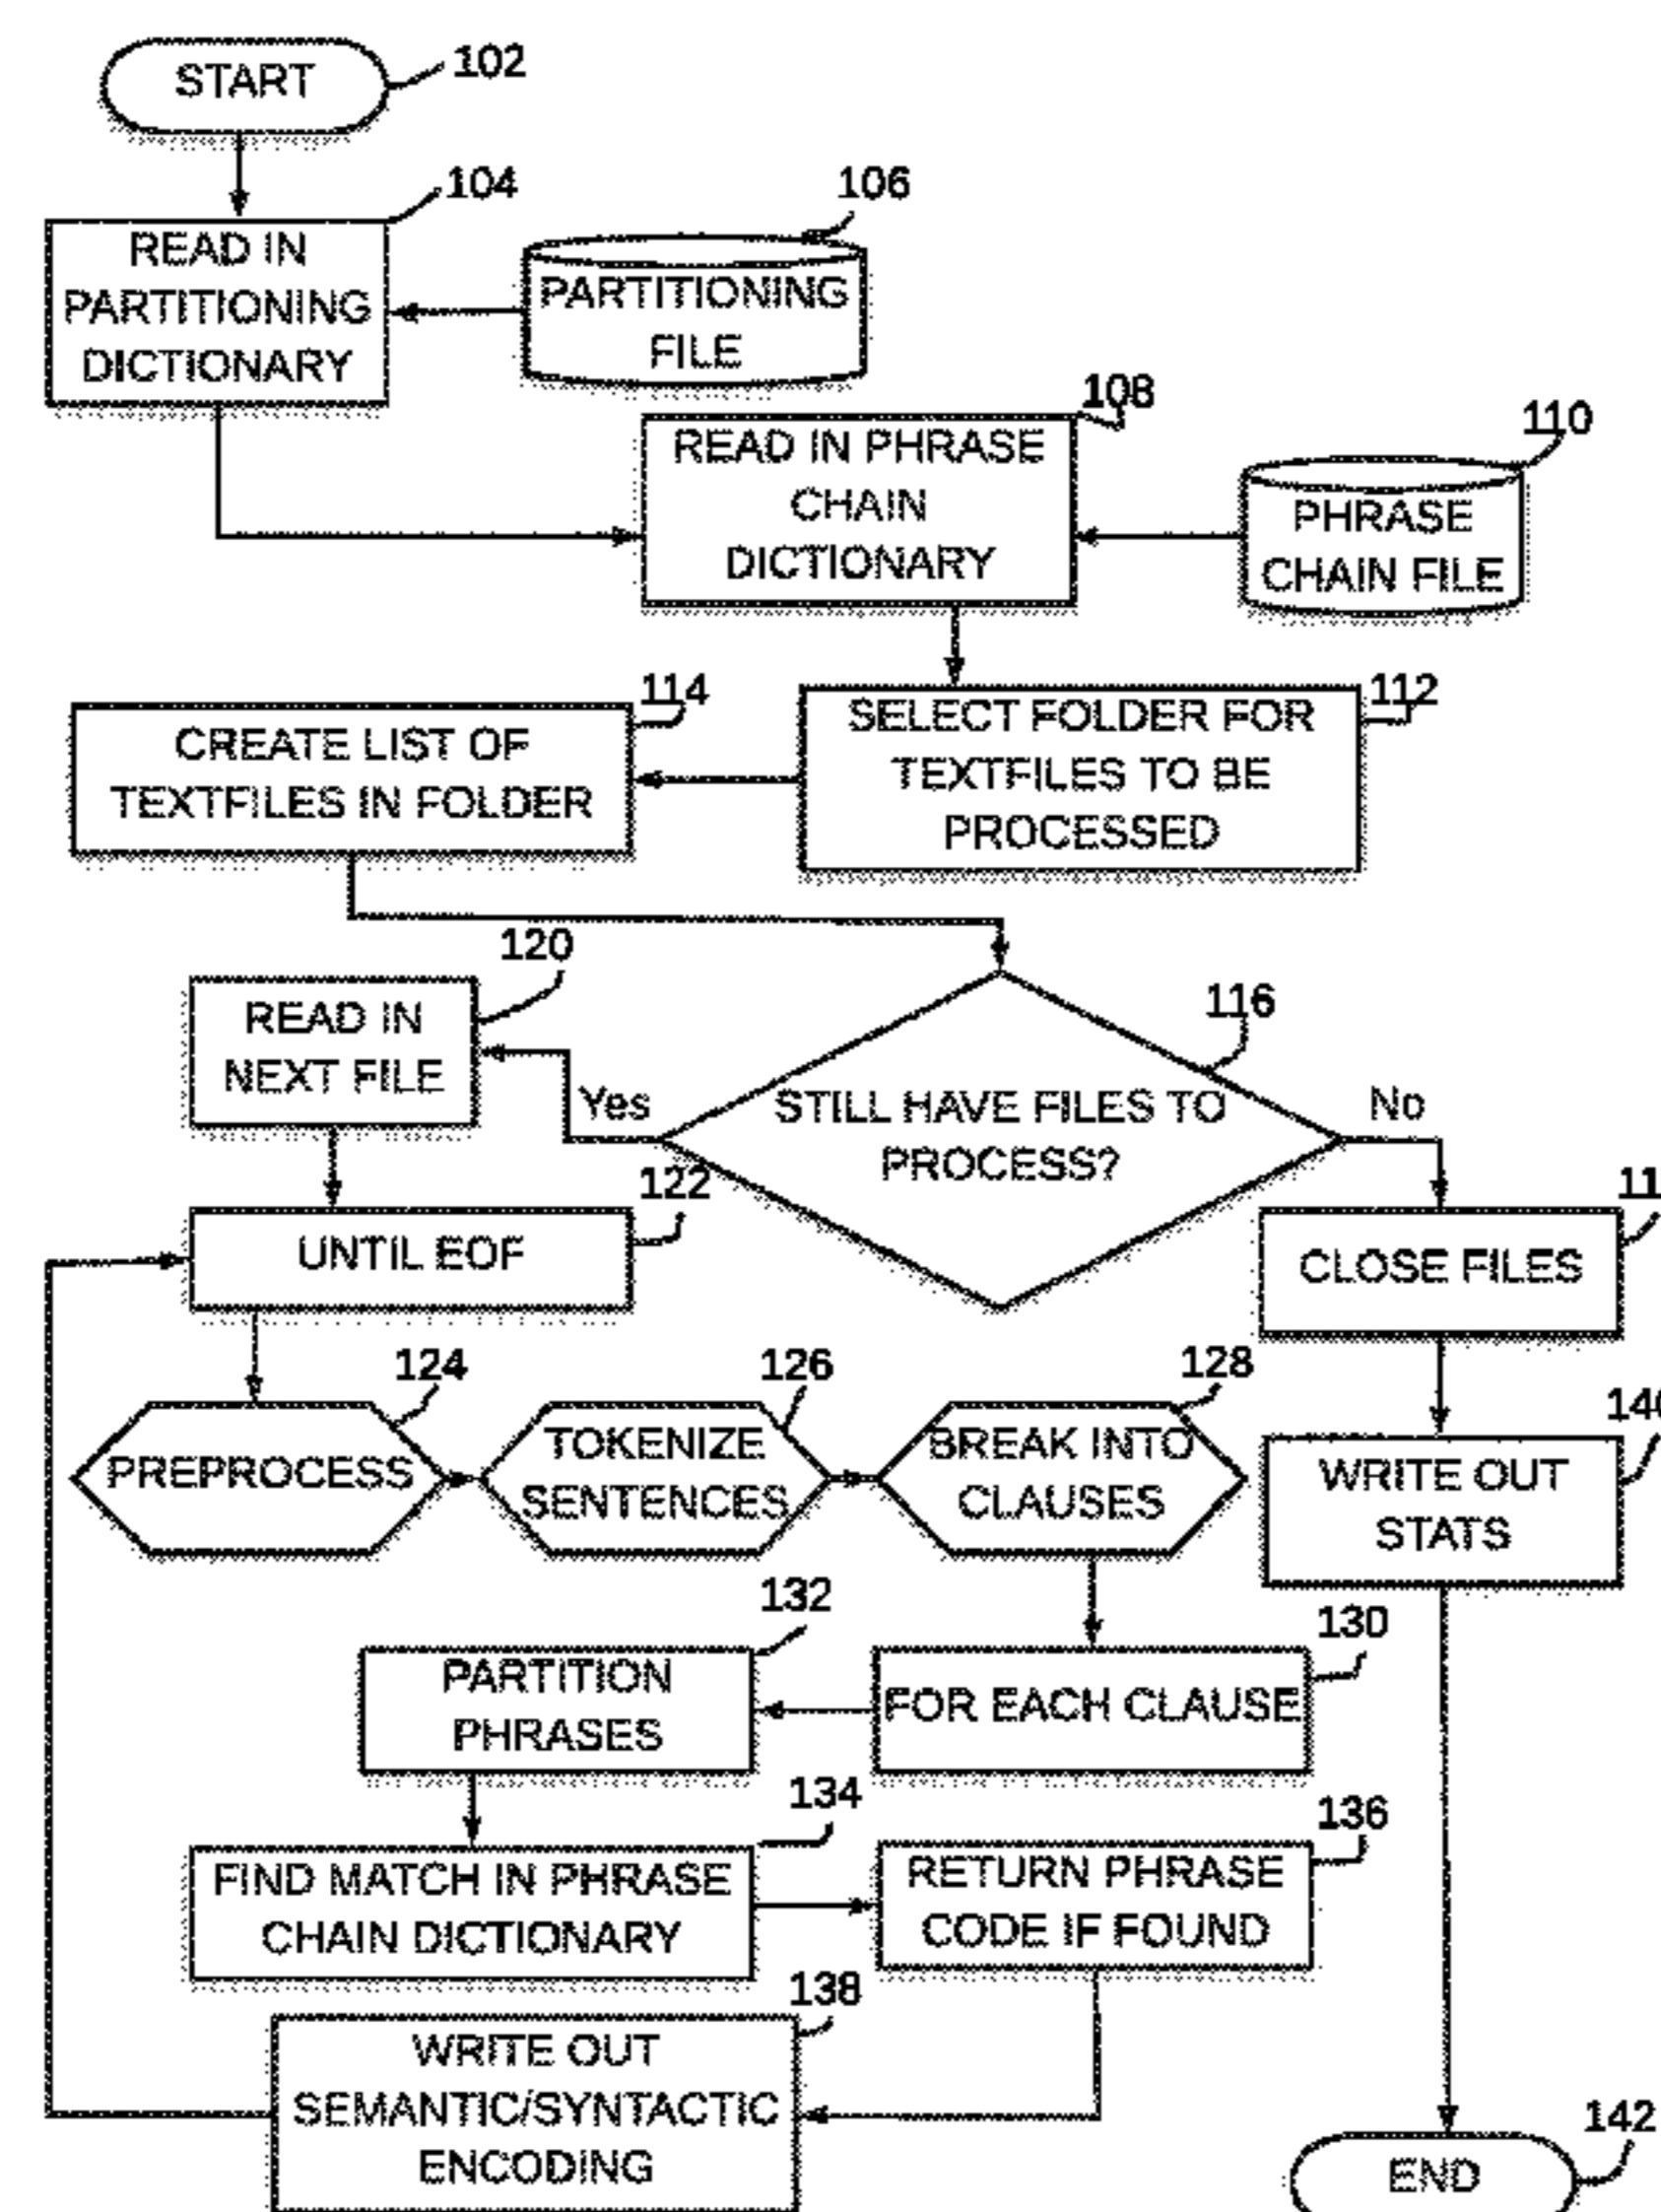 START
102
104
READ IN
PARTITIONING
DICTIONARY
106
PARTITIONING
FILE
108
READ IN PHRASE
CHAIN
DICTIONARY
110
PHRASE
CHAIN FILE
112
SELECT FOLDER FOR
TEXTFILES TO BE
PROCESSED
114
CREATE LIST OF
TEXTFILES IN FOLDER
116
STILL HAVE FILES TO
PROCESS?
Yes
No
120
READ IN
NEXT FILE
122
UNTIL EOF
11
CLOSE FILES
124
PREPROCESS
126
TOKENIZE
SENTENCES
128
BREAK INTO
CLAUSES
140
WRITE OUT
STATS
130
FOR EACH CLAUSE
132
PARTITION
PHRASES
134
FIND MATCH IN PHRASE
CHAIN DICTIONARY
136
RETURN PHRASE
CODE IF FOUND
138
WRITE OUT
SEMANTIC/SYNTACTIC
ENCODING
142
END